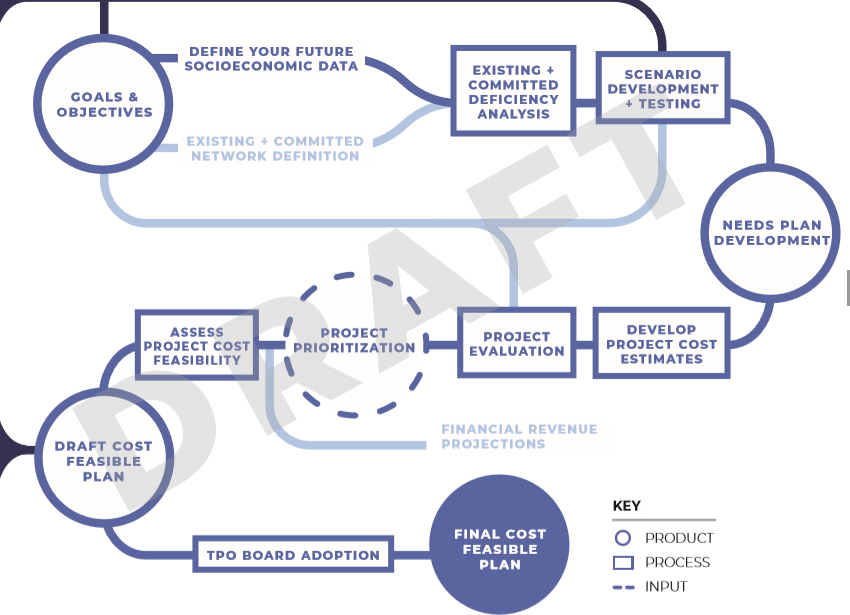 DEFINE YOUR FUTURE
SOCIOECONOMIC DATA
GOALS &
OBJECTIVES
EXISTING + COMMITTED
NETWORK DEFINITION
EXISTING +
COMMITTED
DEFICIENCY
ANALYSIS
SCENARIO
DEVELOPMENT
+ TESTING
NEEDS PLAN
DEVELOPMENT
DEVELOP
PROJECT COST
ESTIMATES
PROJECT
EVALUATION
PROJECT
PRIORITIZATION
ASSESS
PROJECT COST
FEASIBILITY
FINANCIAL REVENUE
PROJECTIONS
DRAFT COST
FEASIBLE
PLAN
TPO BOARD ADOPTION
FINAL COST
FEASIBLE
PLAN
KEY
PRODUCT
PROCESS
INPUT
DRAFT